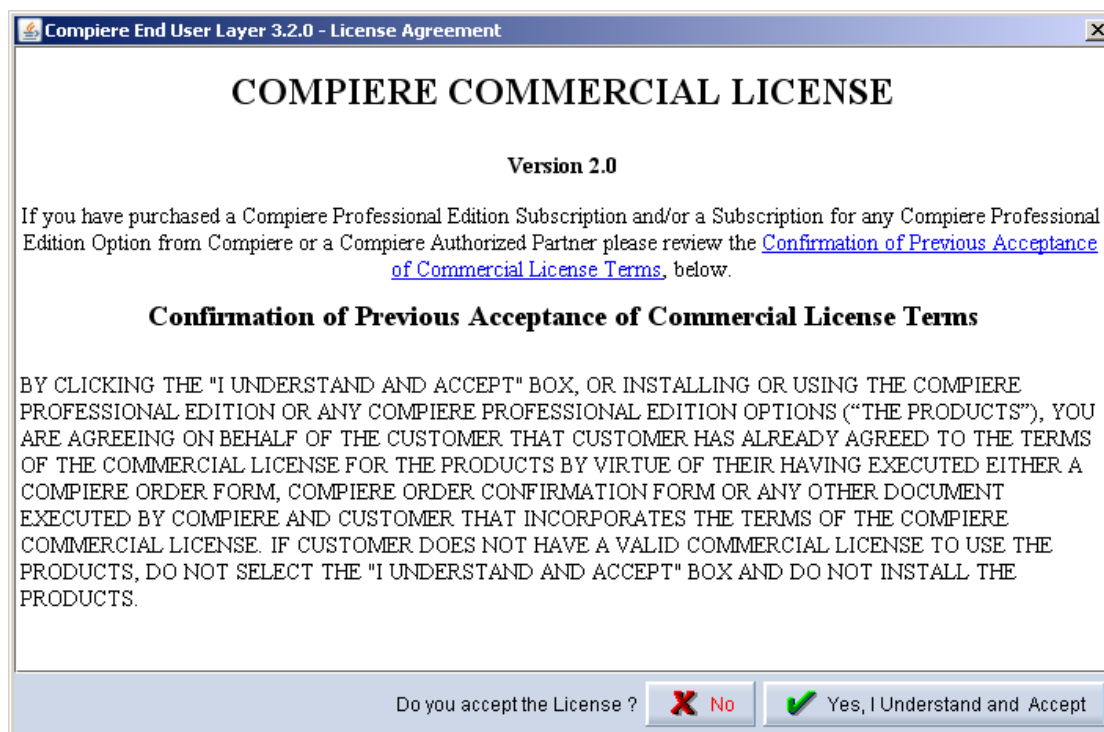 Compiere End User Layer 3.2.0 - License Agreement
COMPIERE COMMERCIAL LICENSE
Version 2.0
If you have purchased a Compiere Professional Edition Subscription and/or a Subscription for any Compiere Professional
Edition Option from Compiere or a Compiere Authorized Partner please review the Confirmation of Previous Acceptance
of Commercial License Terms, below.
Confirmation of Previous Acceptance of Commercial License Terms
BY CLICKING THE "I UNDERSTAND AND ACCEPT" BOX, OR INSTALLING OR USING THE COMPIERE
PROFESSIONAL EDITION OR ANY COMPIERE PROFESSIONAL EDITION OPTIONS (“THE PRODUCTS”), YOU
ARE AGREEING ON BEHALF OF THE CUSTOMER THAT CUSTOMER HAS ALREADY AGREED TO THE TERMS
OF THE COMMERCIAL LICENSE FOR THE PRODUCTS BY VIRTUE OF THEIR HAVING EXECUTED EITHER A
COMPIERE ORDER FORM, COMPIERE ORDER CONFIRMATION FORM OR ANY OTHER DOCUMENT
EXECUTED BY COMPIERE AND CUSTOMER THAT INCORPORATES THE TERMS OF THE COMPIERE
COMMERCIAL LICENSE. IF CUSTOMER DOES NOT HAVE A VALID COMMERCIAL LICENSE TO USE THE
PRODUCTS, DO NOT SELECT THE "I UNDERSTAND AND ACCEPT" BOX AND DO NOT INSTALL THE
PRODUCTS.
Do you accept the License ? No Yes, I Understand and Accept